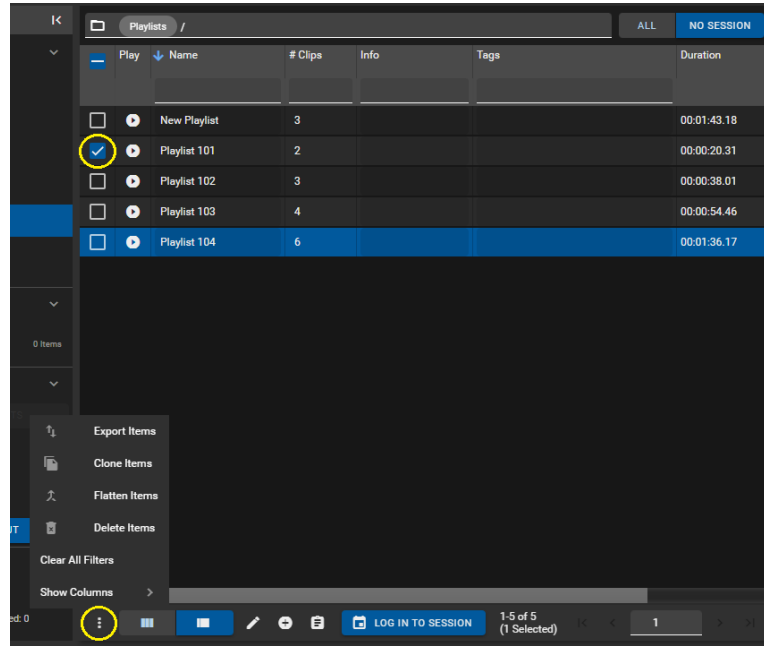 Playlists /
ALL
NO SESSION
Play Name # Clips Info Tags Duration
New Playlist 3 00:01:43.18
Playlist 101 2 00:00:20.31
Playlist 102 3 00:00:38.01
Playlist 103 4 00:00:54.46
Playlist 104 6 00:01:36.17
0 Items
Export Items
Clone Items
Flatten Items
Delete Items
Clear All Filters
Show Columns
LOG IN TO SESSION
1-5 of 5
(1 Selected)
1